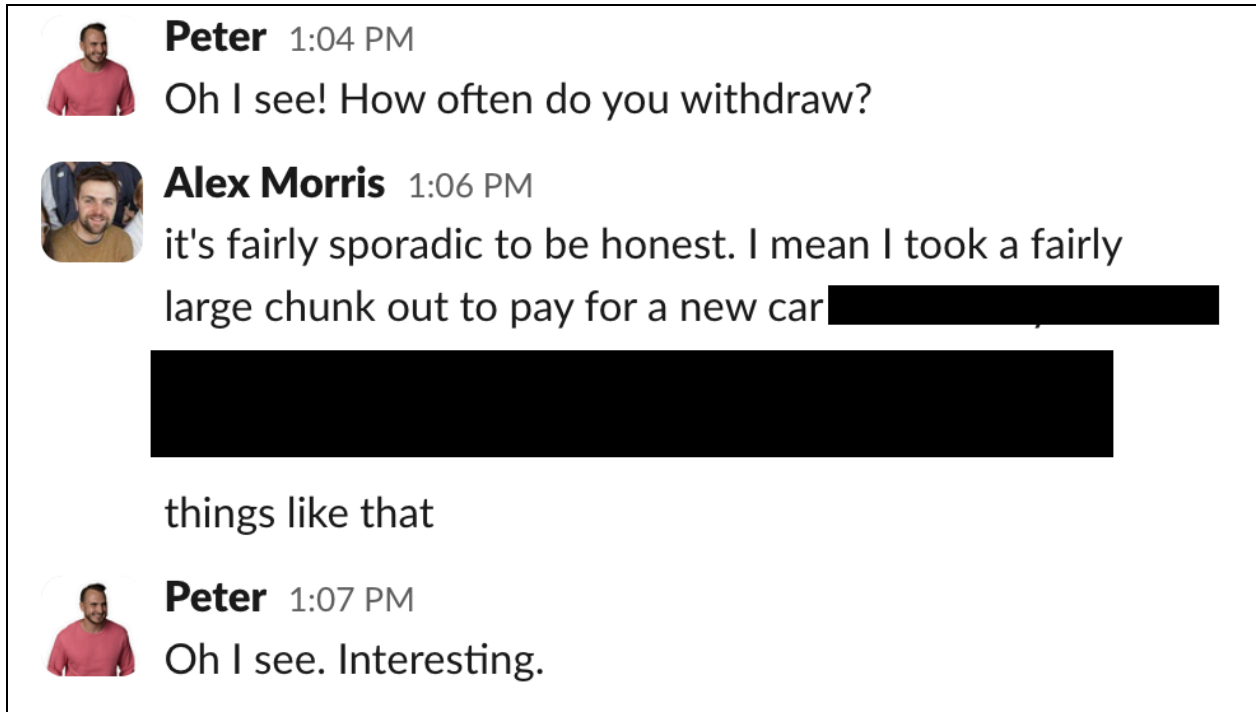 Peter 1:04 PM
Oh I see! How often do you withdraw?
Alex Morris 1:06 PM
it's fairly sporadic to be honest. I mean I took a fairly
large chunk out to pay for a new car
things like that
Peter 1:07 PM
Oh I see. Interesting.